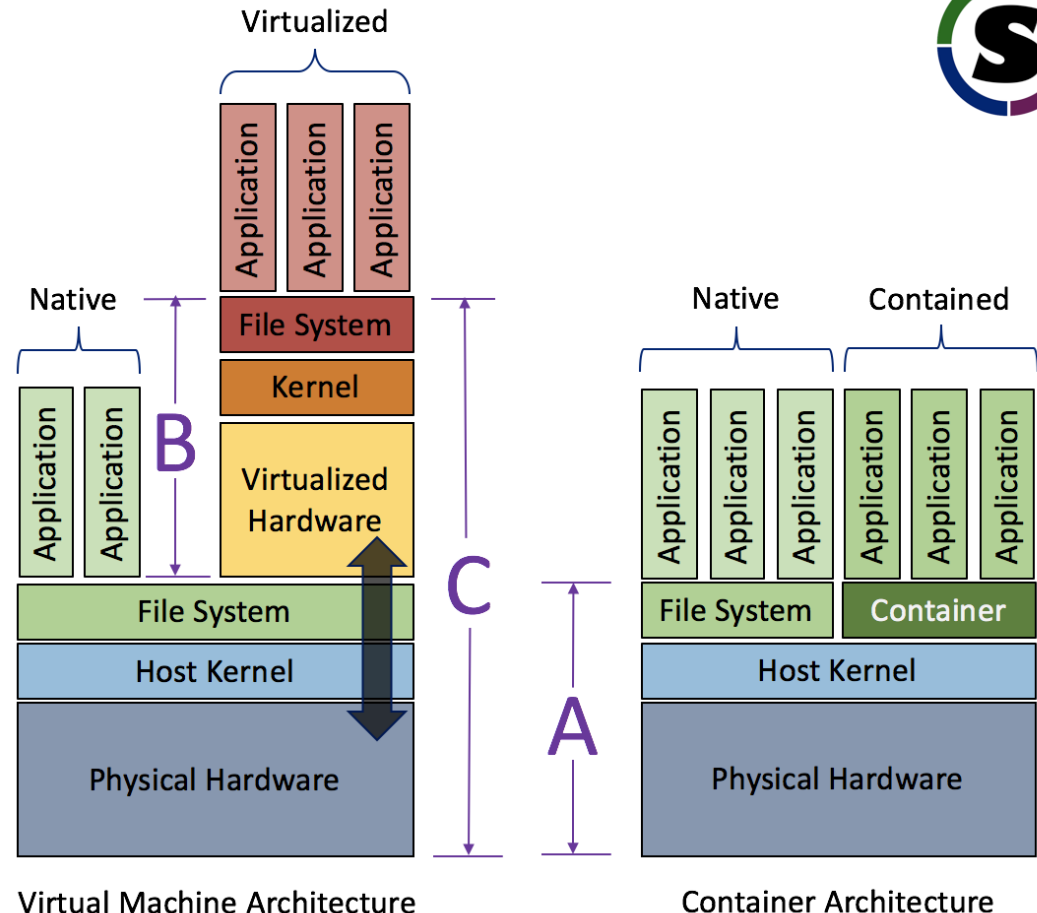 Virtualized
S
Application
Application
Application
Native
File System
Kernel
Virtualized
Hardware
Application
Application
B
C
File System
Host Kernel
Physical Hardware
Virtual Machine Architecture
Native
Contained
Application
Application
Application
Application
Application
Application
File System
Container
A
Host Kernel
Physical Hardware
Container Architecture